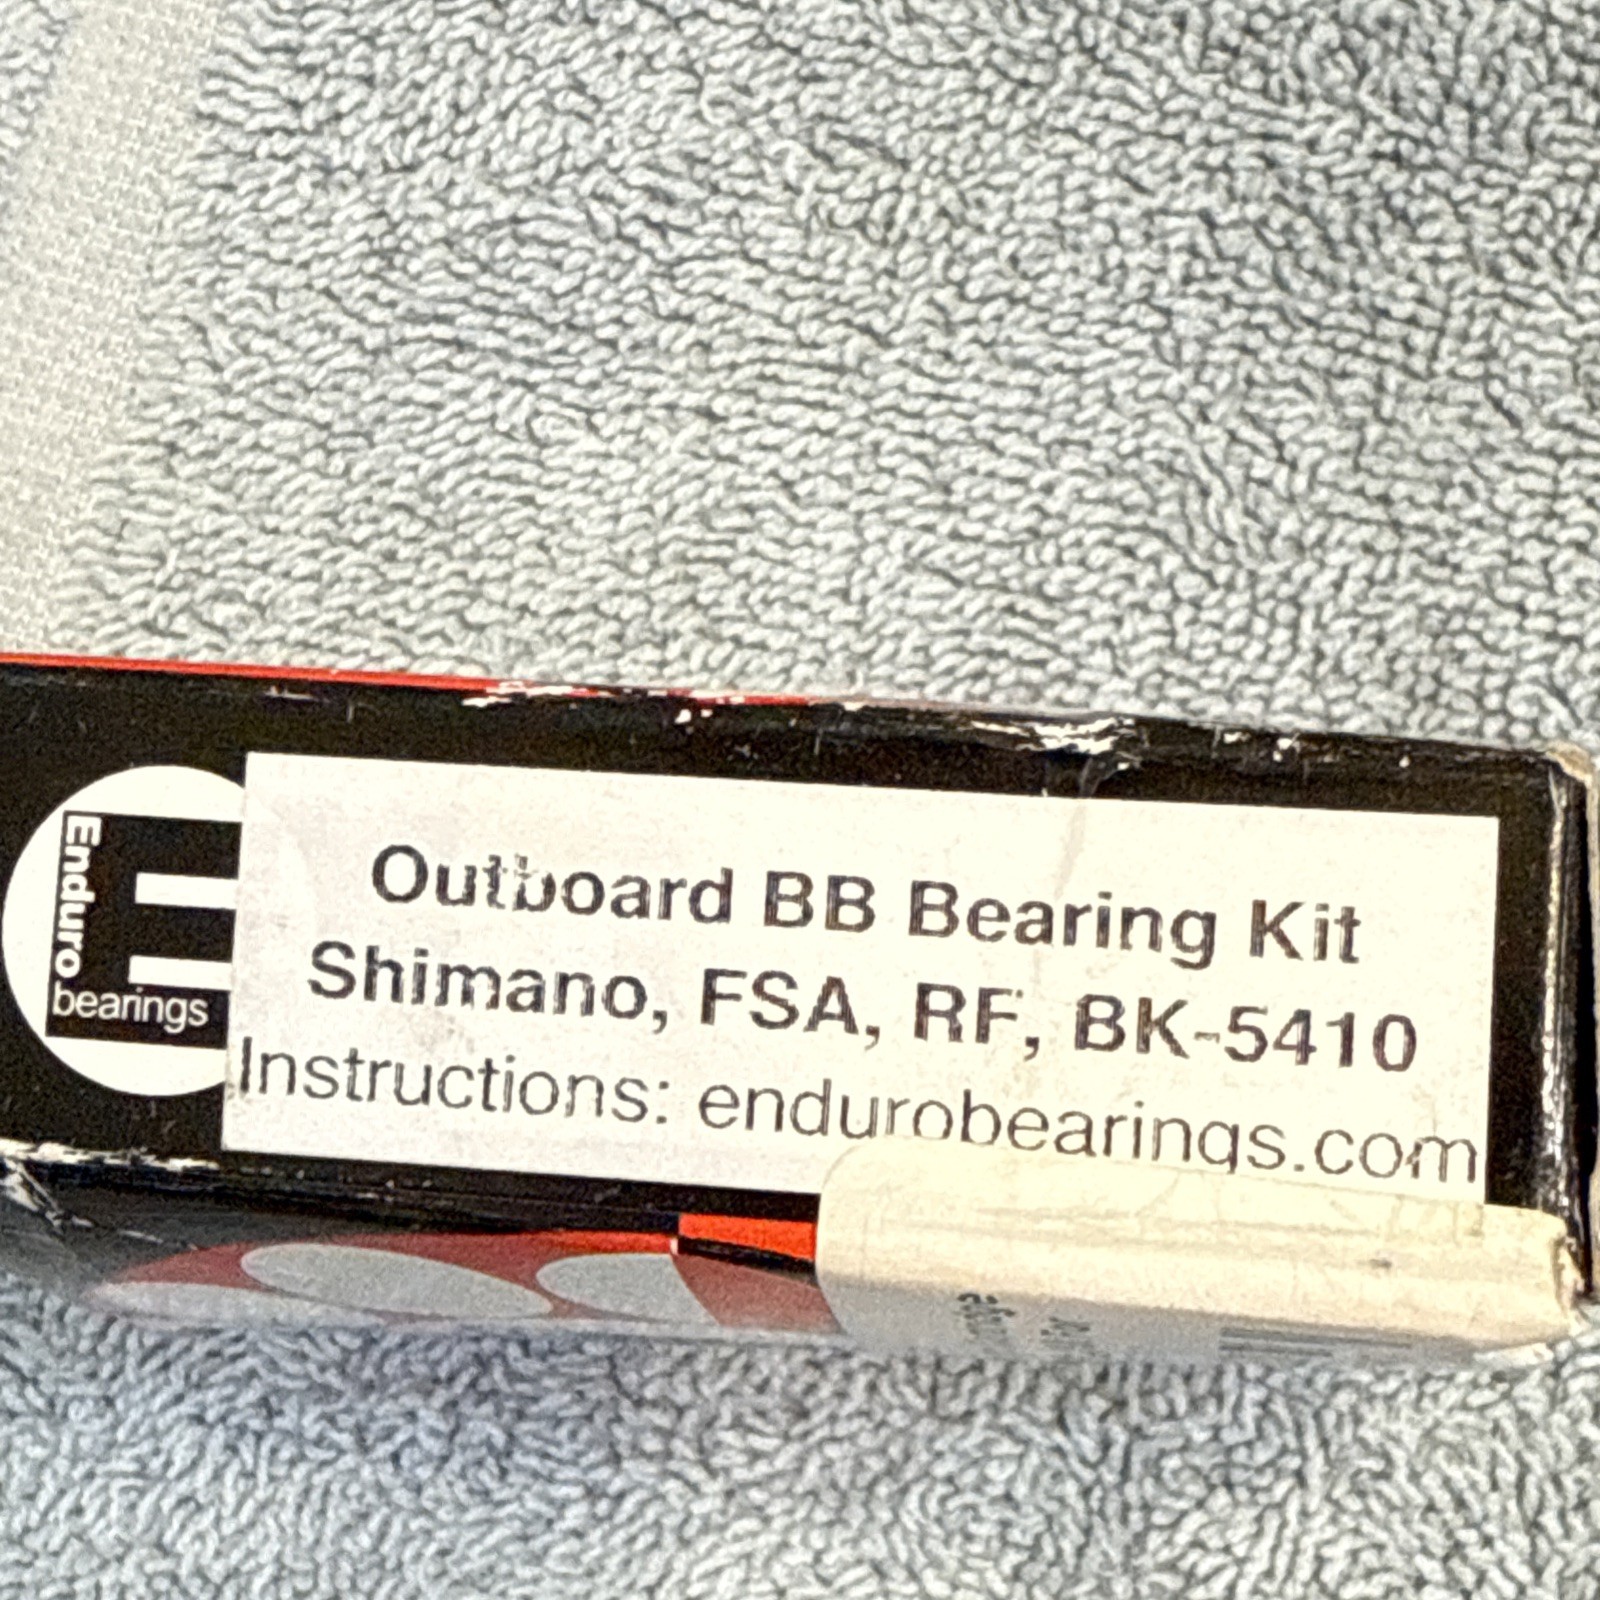 Enduro
bearings
Outboard BB Bearing Kit
Shimano, FSA, RF, BK-5410
Instructions: endurobearings.com